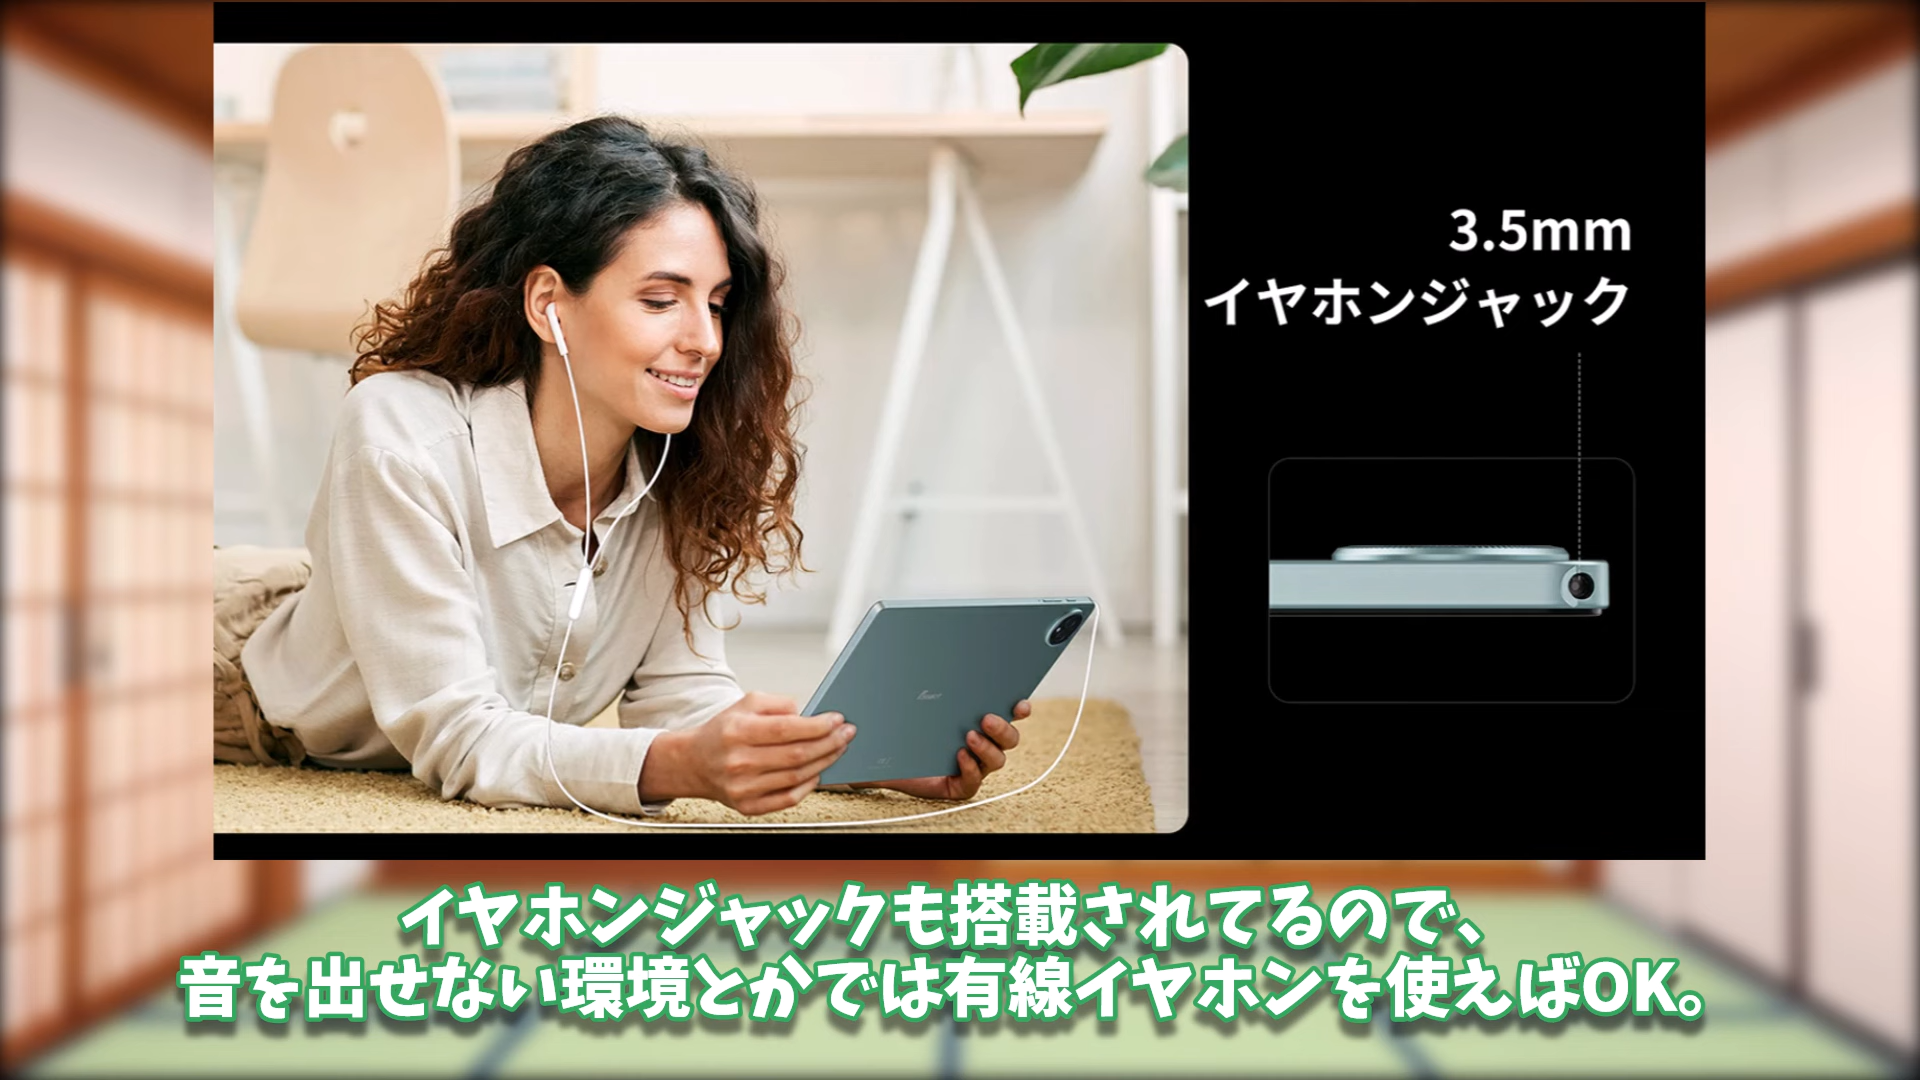 3.5mm
イヤホンジャック
イヤホンジャックも搭載されてるので、
音を出せない環境とかでは有線イヤホンを使えばOK。